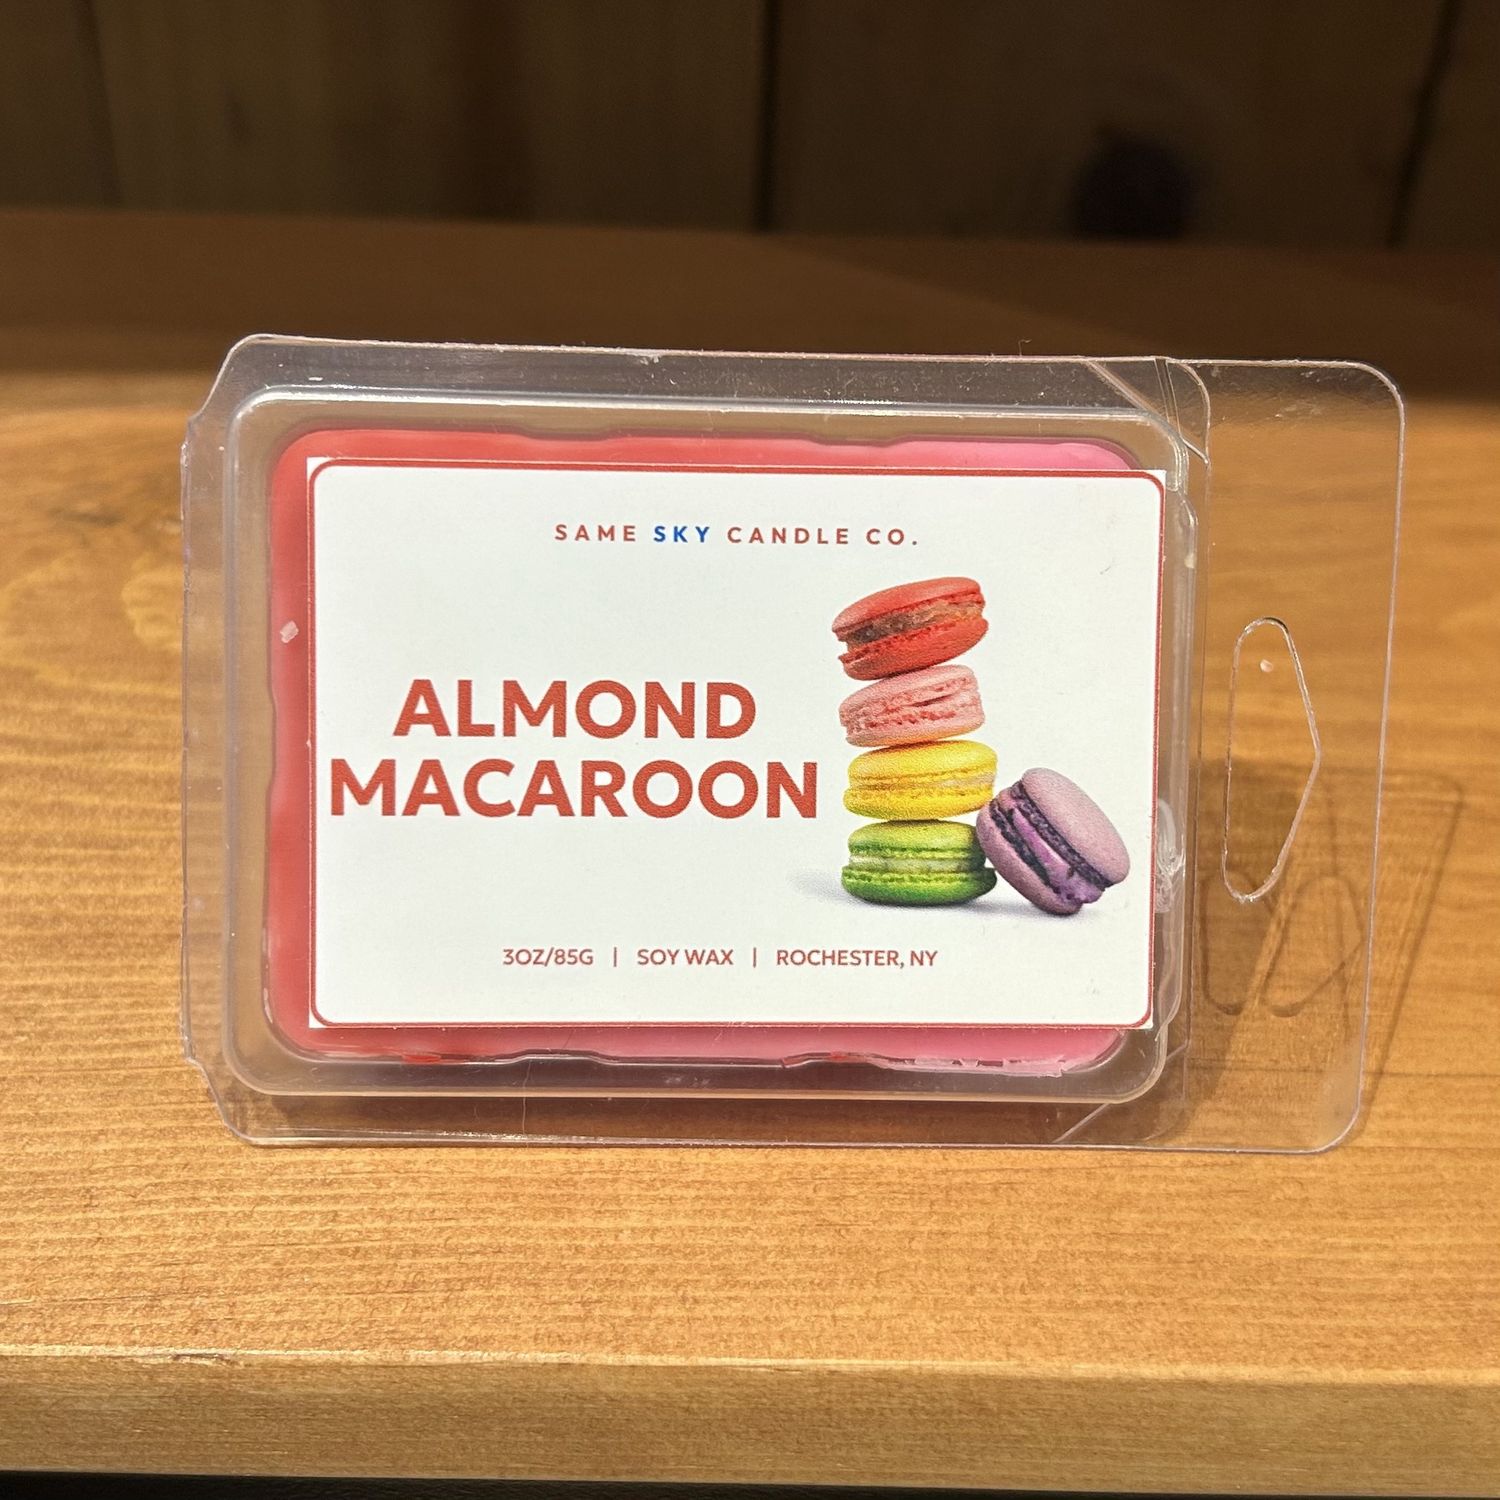 SAME SKY CANDLE CO.
ALMOND
MACAROON
3OZ/85G | SOY WAX | ROCHESTER, NY